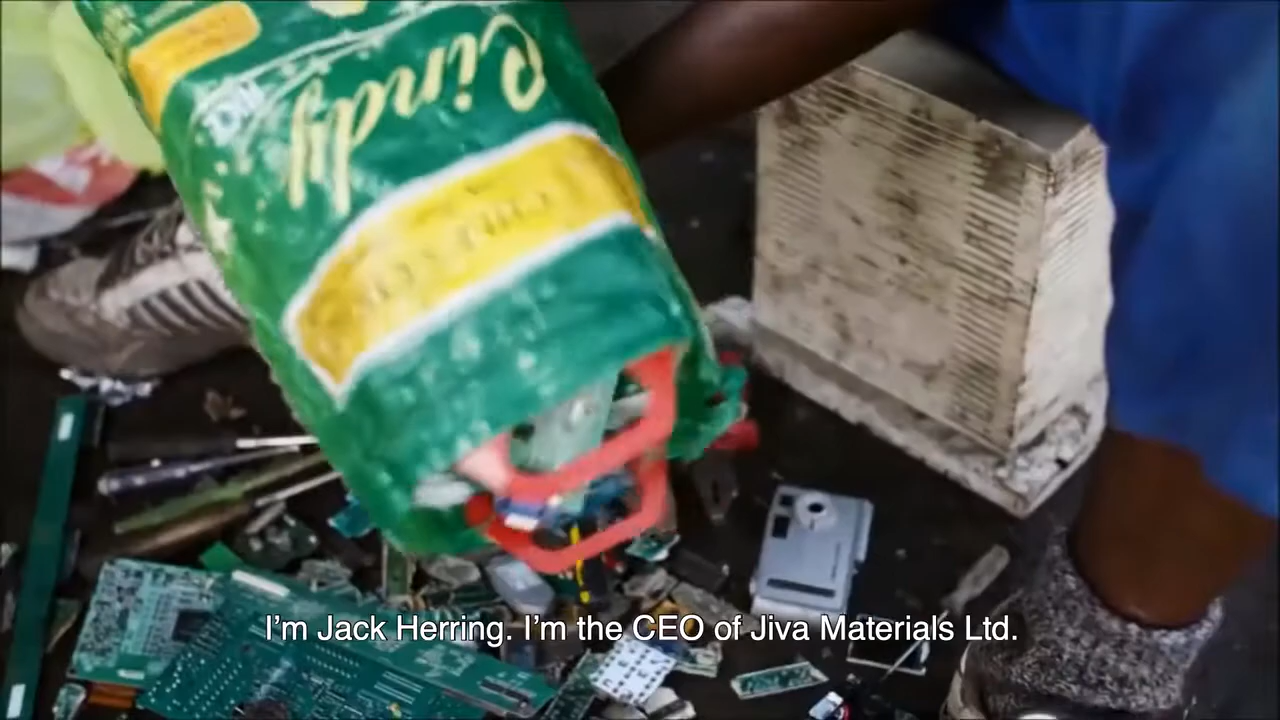 Cindy
I'm Jack Herring. I'm the CEO of Jiva Materials Ltd.